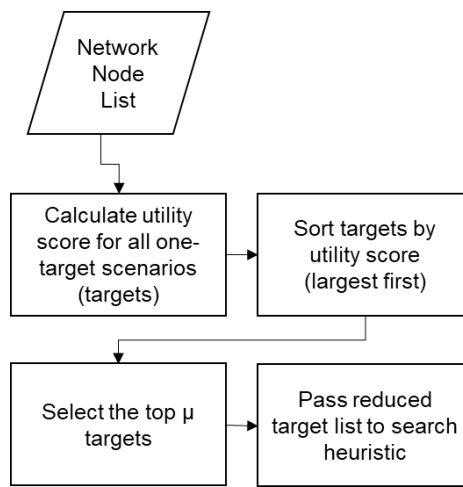 Network
Node
List
Calculate utility
score for all one-
target scenarios
(targets)
Sort targets by
utility score
(largest first)
Select the top μ
targets
Pass reduced
target list to search
heuristic